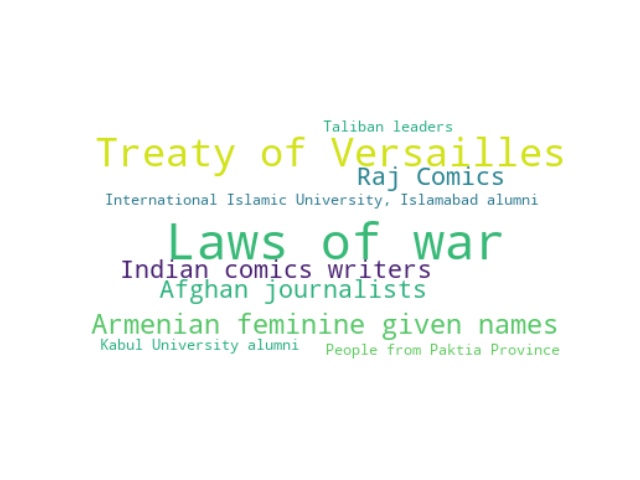 Taliban leaders
Treaty of Versailles
Raj Comics
International Islamic University, Islamabad alumni
Laws of war
Indian comics writers
Afghan journalists
Armenian feminine given names
Kabul University alumni
People from Paktia Province